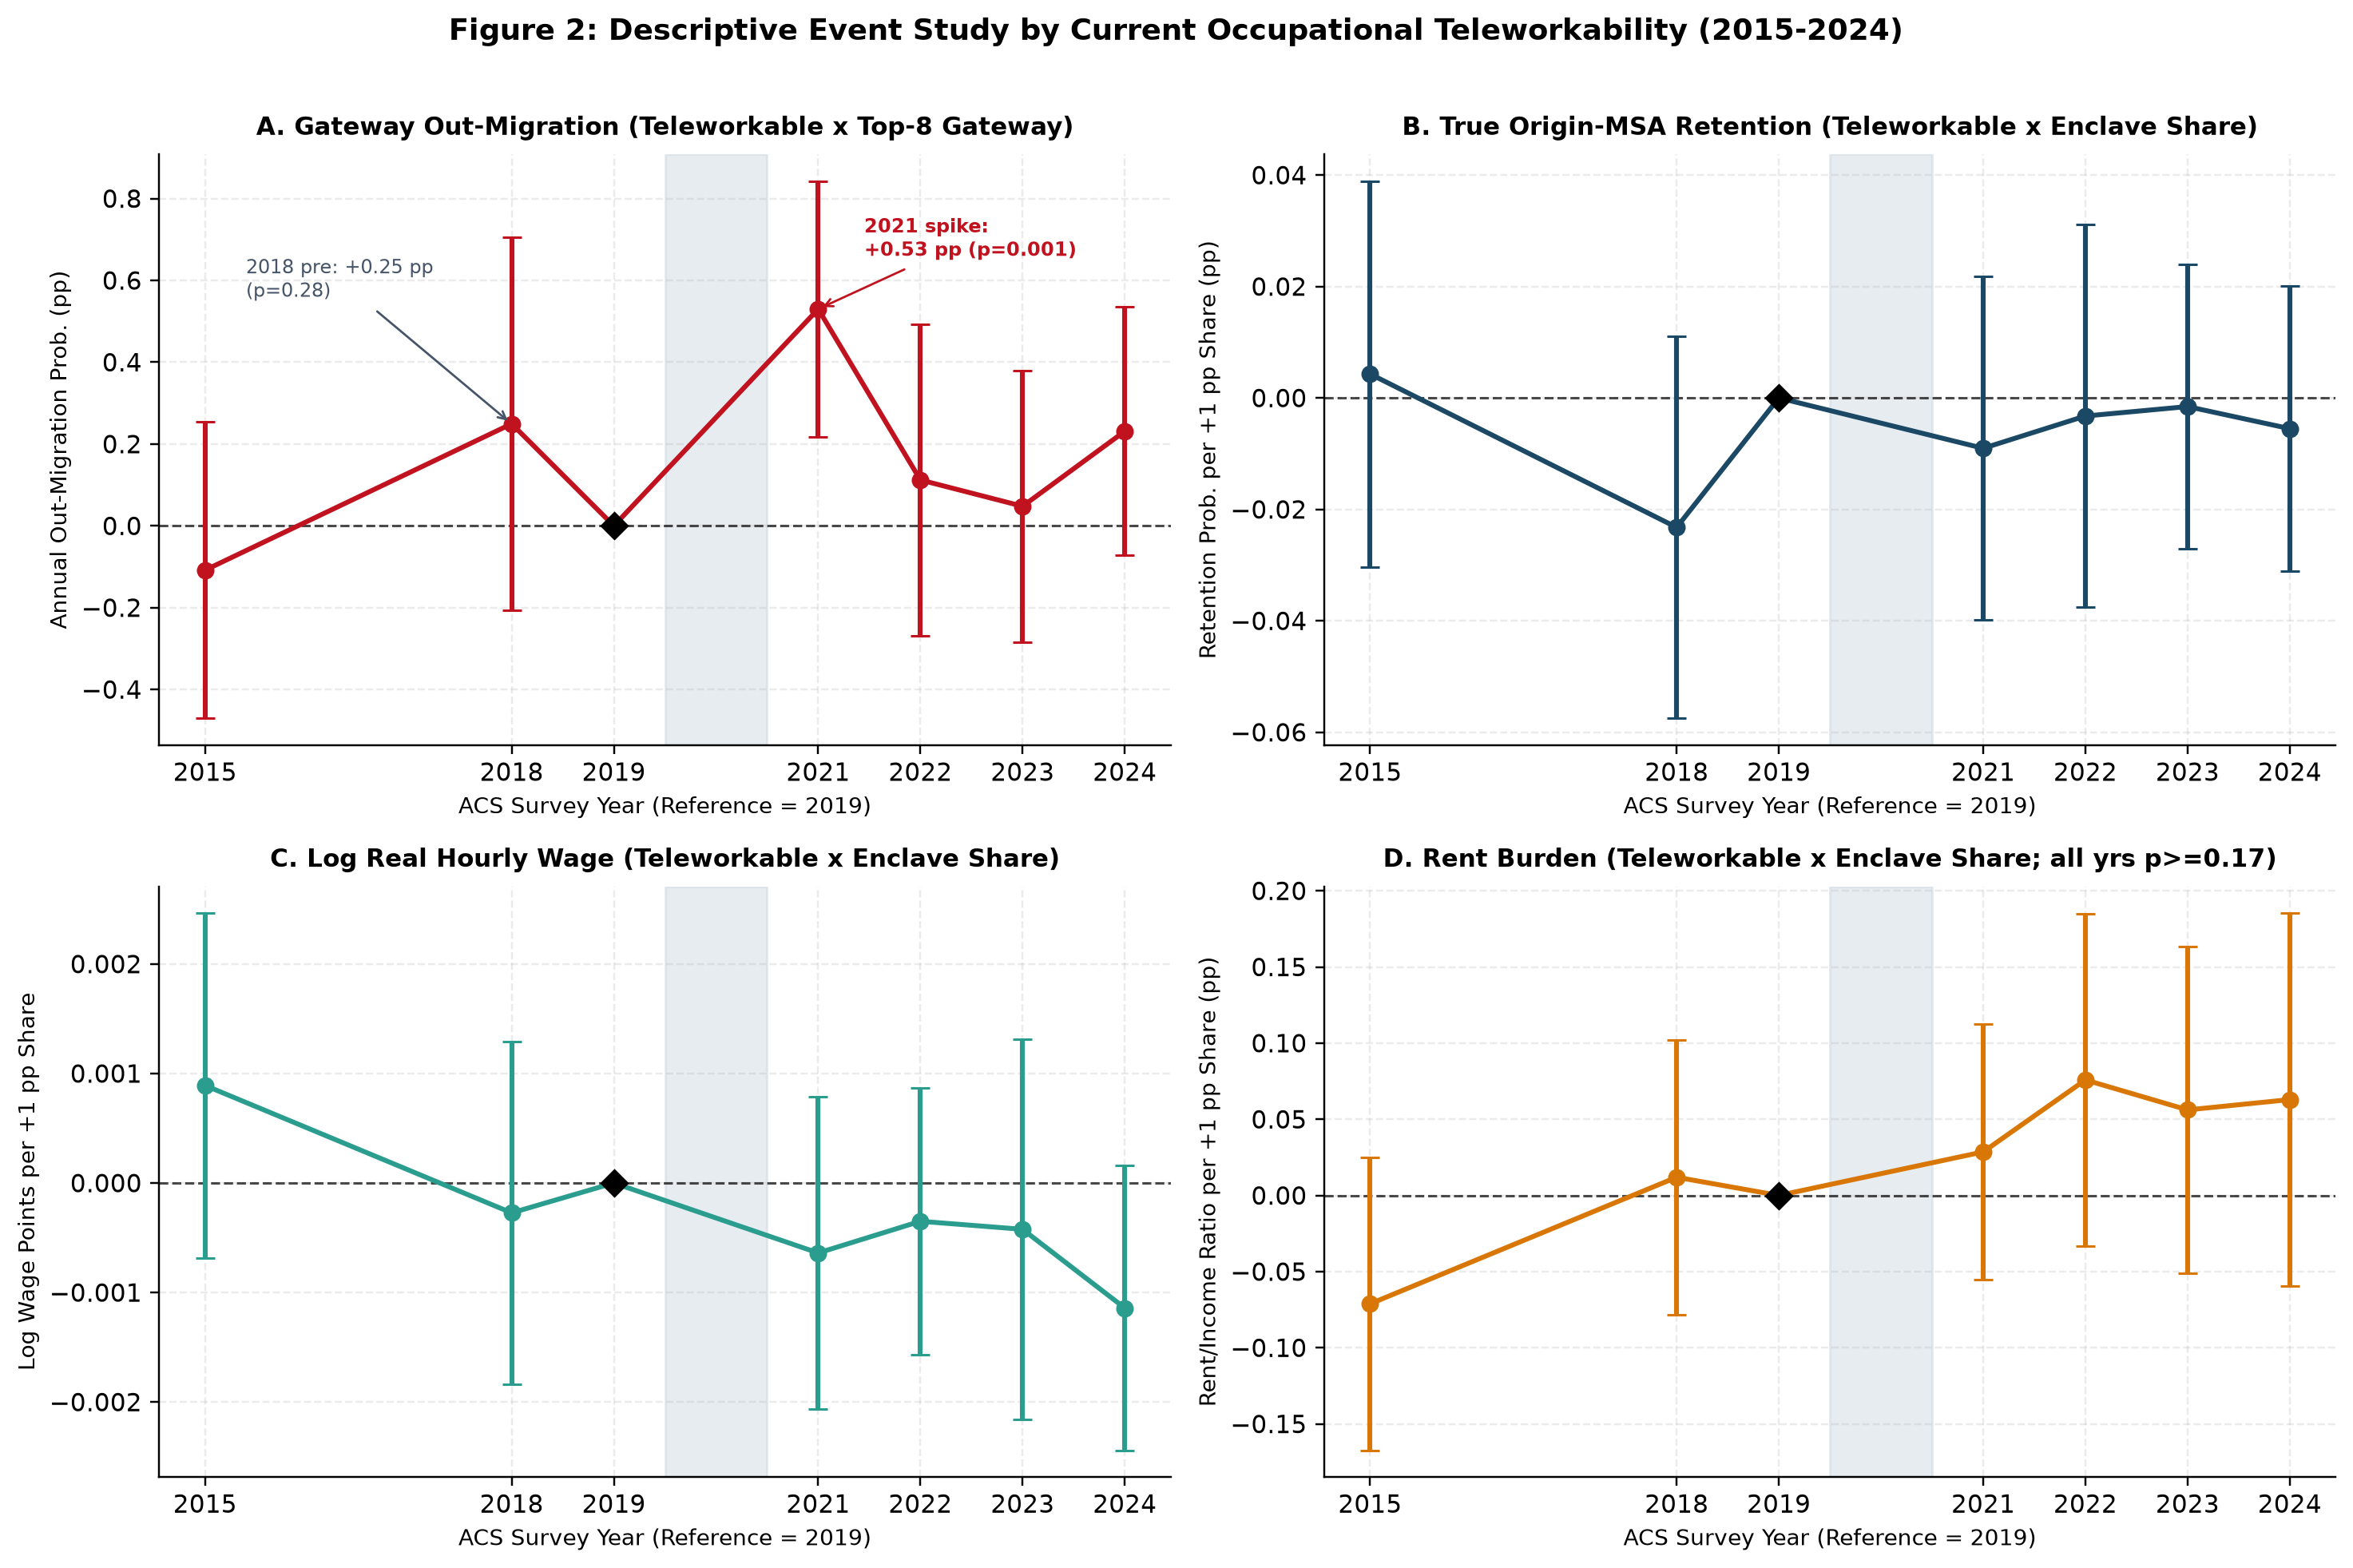 Figure 2: Descriptive Event Study by Current Occupational Teleworkability (2015-2024)
A. Gateway Out-Migration (Teleworkable x Top-8 Gateway)
Annual Out-Migration Prob. (pp)
0.8
0.6
0.4
0.2
0.0
−0.2
−0.4
2018 pre: +0.25 pp
(p=0.28)
2021 spike:
+0.53 pp (p=0.001)
2015 2018 2019 2021 2022 2023 2024
ACS Survey Year (Reference = 2019)
B. True Origin-MSA Retention (Teleworkable x Enclave Share)
Retention Prob. per +1 pp Share (pp)
0.04
0.02
0.00
−0.02
−0.04
−0.06
2015 2018 2019 2021 2022 2023 2024
ACS Survey Year (Reference = 2019)
C. Log Real Hourly Wage (Teleworkable x Enclave Share)
Log Wage Points per +1 pp Share
0.002
0.001
0.000
−0.001
−0.002
2015 2018 2019 2021 2022 2023 2024
ACS Survey Year (Reference = 2019)
D. Rent Burden (Teleworkable x Enclave Share; all yrs p>=0.17)
Rent/Income Ratio per +1 pp Share (pp)
0.20
0.15
0.10
0.05
0.00
−0.05
−0.10
−0.15
2015 2018 2019 2021 2022 2023 2024
ACS Survey Year (Reference = 2019)